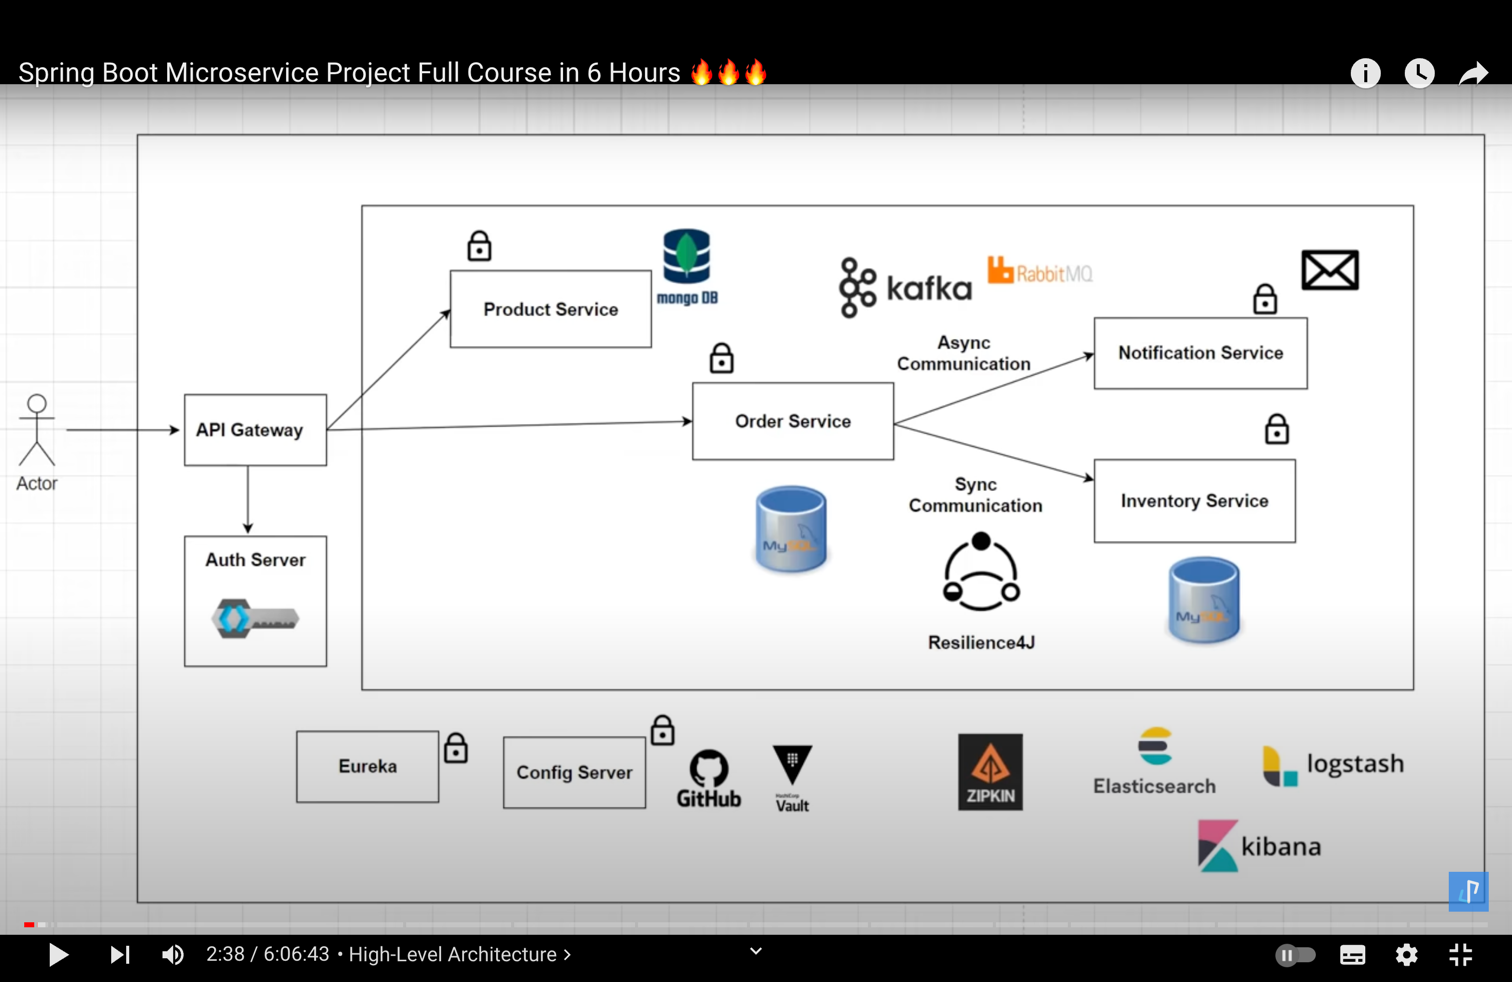 Spring Boot Microservice Project Full Course in 6 Hours 🔥🔥🔥
Product Service
mongoDB
kafka
RabbitMQ
Async
Communication
Notification Service
Order Service
API Gateway
Actor
Sync
Communication
Inventory Service
MySQL
MySQL
Auth Server
Resilience4J
Eureka
Config Server
GitHub
HashiCorp
Vault
ZIPKIN
Elasticsearch
logstash
kibana
2:38 / 6:06:43 • High-Level Architecture